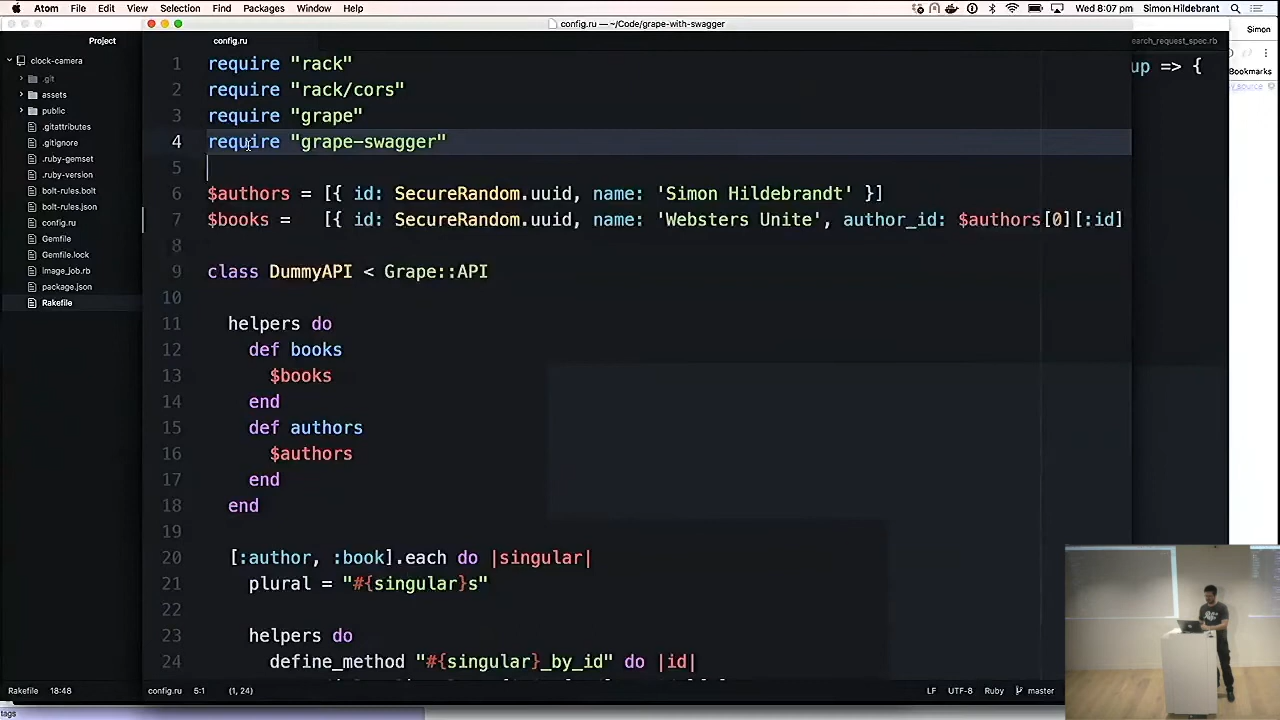 Atom File Edit View Selection Find Packages Window Help
Wed 8:07 pm Simon Hildebrant
config.ru — ~/Code/grape-with-swagger
Simon
Project
config.ru
earch_request_spec.rb
Bookmarks
clock-camera
.git
assets
public
.gitattributes
.gitignore
.ruby-gemset
.ruby-version
bolt-rules.bolt
bolt-rules.json
config.ru
Gemfile
Gemfile.lock
image_job.rb
package.json
Rakefile
up => {
1 require "rack"
2 require "rack/cors"
3 require "grape"
4 require "grape-swagger"
5
6 $authors = [{ id: SecureRandom.uuid, name: 'Simon Hildebrandt' }]
7 $books =   [{ id: SecureRandom.uuid, name: 'Websters Unite', author_id: $authors[0][:id]
8
9 class DummyAPI < Grape::API
10
11 helpers do
12 def books
13 $books
14 end
15 def authors
16 $authors
17 end
18 end
19
20 [:author, :book].each do |singular|
21 plural = "#{singular}s"
22
23 helpers do
24 define_method "#{singular}_by_id" do |id|
Rakefile 18:48
config.ru 5:1 (1, 24)
LF UTF-8 Ruby master
tags